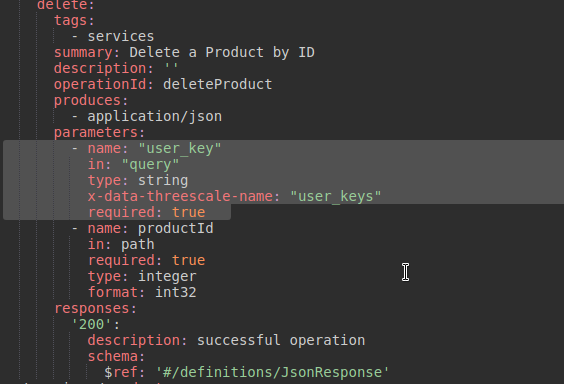 delete:
tags:
- services
summary: Delete a Product by ID
description: ''
operationId: deleteProduct
produces:
- application/json
parameters:
- name: "user_key"
in: "query"
type: string
x-data-threescale-name: "user_keys"
required: true
- name: productId
in: path
required: true
type: integer
format: int32
responses:
'200':
description: successful operation
schema:
$ref: '#/definitions/JsonResponse'